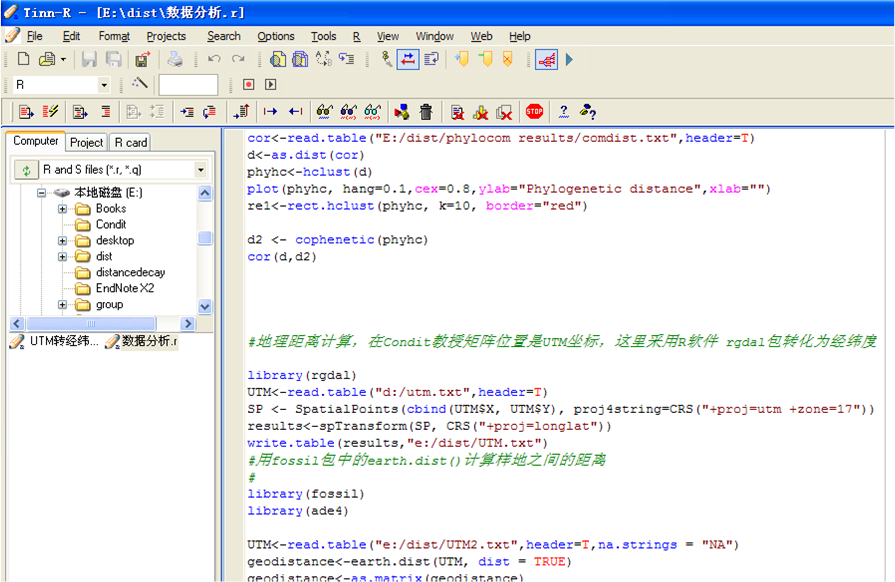 Tinn-R - [E:\dist\数据分析.r]
File Edit Format Projects Search Options Tools R View Window Web Help
R
STOP
Computer Project R card
R and S files (*.r, *.q)
本地磁盘 (E:)
Books
Condit
desktop
dist
distancedecay
EndNote X2
group
UTM转经纬... 数据分析.r
cor<-read.table("E:/dist/phylocom results/comdist.txt",header=T)
d<-as.dist(cor)
phyhc<-hclust(d)
plot(phyhc, hang=0.1,cex=0.8,ylab="Phylogenetic distance",xlab="")
re1<-rect.hclust(phyhc, k=10, border="red")
d2 <- cophenetic(phyhc)
cor(d,d2)
#地理距离计算，在Condit教授矩阵位置是UTM坐标，这里采用R软件 rgdal包转化为经纬度
library(rgdal)
UTM<-read.table("d:/utm.txt",header=T)
SP <- SpatialPoints(cbind(UTM$X, UTM$Y), proj4string=CRS("+proj=utm +zone=17"))
results<-spTransform(SP, CRS("+proj=longlat"))
write.table(results,"e:/dist/UTM.txt")
#用fossil包中的earth.dist()计算样地之间的距离
#
library(fossil)
library(ade4)
UTM<-read.table("e:/dist/UTM2.txt",header=T,na.strings = "NA")
geodistance<-earth.dist(UTM, dist = TRUE)
geodistance<-as.matrix(geodistance)